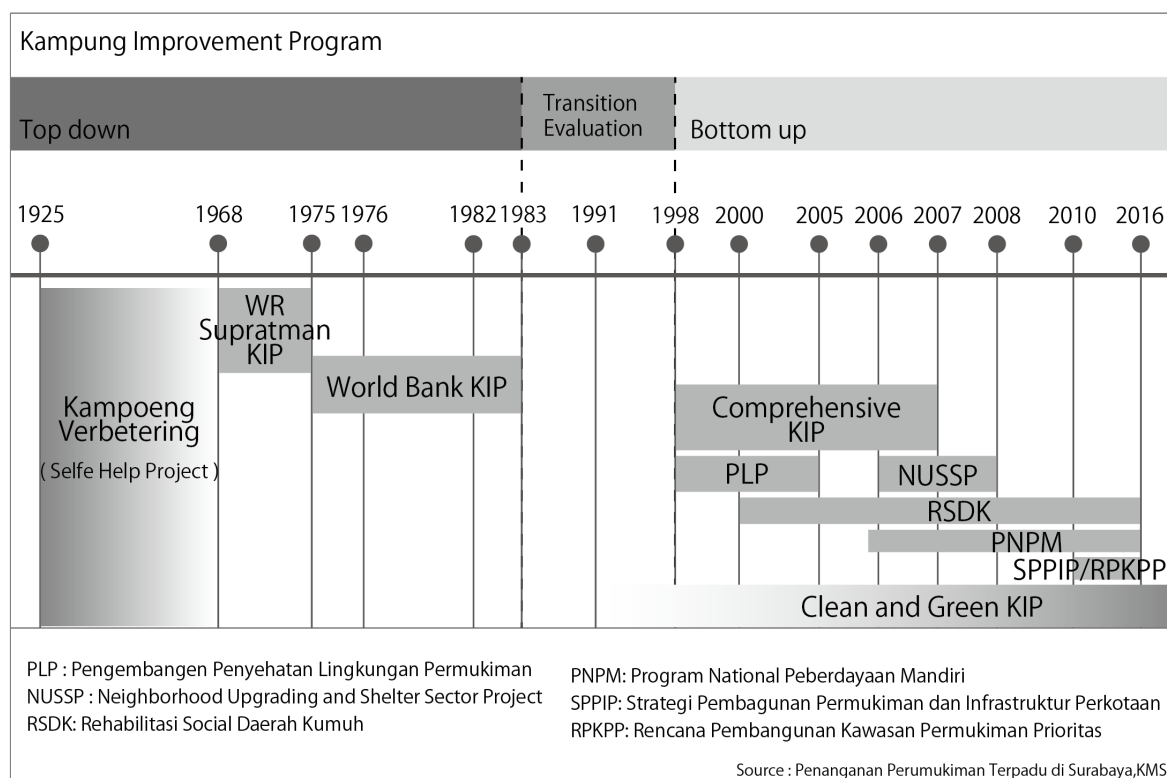 Kampung Improvement Program
Top down
Transition
Evaluation
Bottom up
1925
1968
1975
1976
1982
1983
1991
1998
2000
2005
2006
2007
2008
2010
2016
WR
Supratman
KIP
World Bank KIP
Kampoeng
Verbetering
( Selfe Help Project )
Comprehensive
KIP
PLP
NUSSP
RSDK
PNPM
SPPIP/RPKPP
Clean and Green KIP
PLP : Pengembangen Penyehatan Lingkungan Permukiman
NUSSP : Neighborhood Upgrading and Shelter Sector Project
RSDK: Rehabilitasi Social Daerah Kumuh
PNPM: Program National Peberdayaan Mandiri
SPPIP: Strategi Pembagunan Permukiman dan Infrastruktur Perkotaan
RPKPP: Rencana Pembangunan Kawasan Permukiman Prioritas
Source : Penanganan Perumukiman Terpadu di Surabaya,KMS